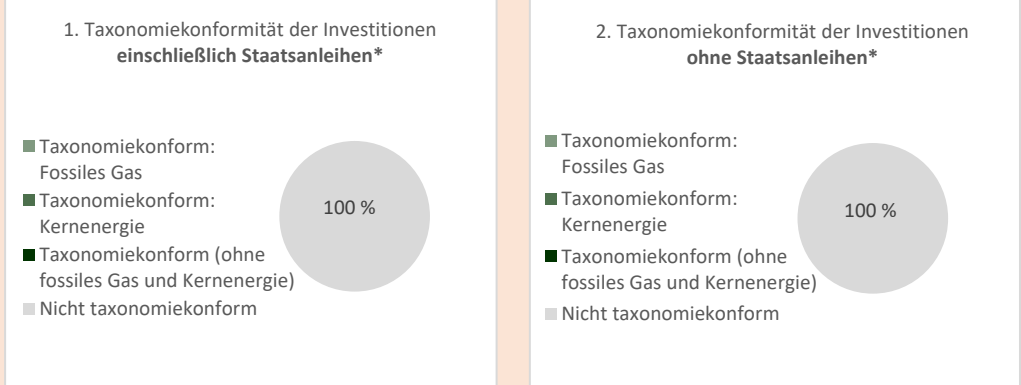 1. Taxonomiekonformität der Investitionen
einschließlich Staatsanleihen*
Taxonomiekonform:
Fossiles Gas
Taxonomiekonform:
Kernenergie
Taxonomiekonform (ohne
fossiles Gas und Kernenergie)
Nicht taxonomiekonform
100 %
2. Taxonomiekonformität der Investitionen
ohne Staatsanleihen*
Taxonomiekonform:
Fossiles Gas
Taxonomiekonform:
Kernenergie
Taxonomiekonform (ohne
fossiles Gas und Kernenergie)
Nicht taxonomiekonform
100 %